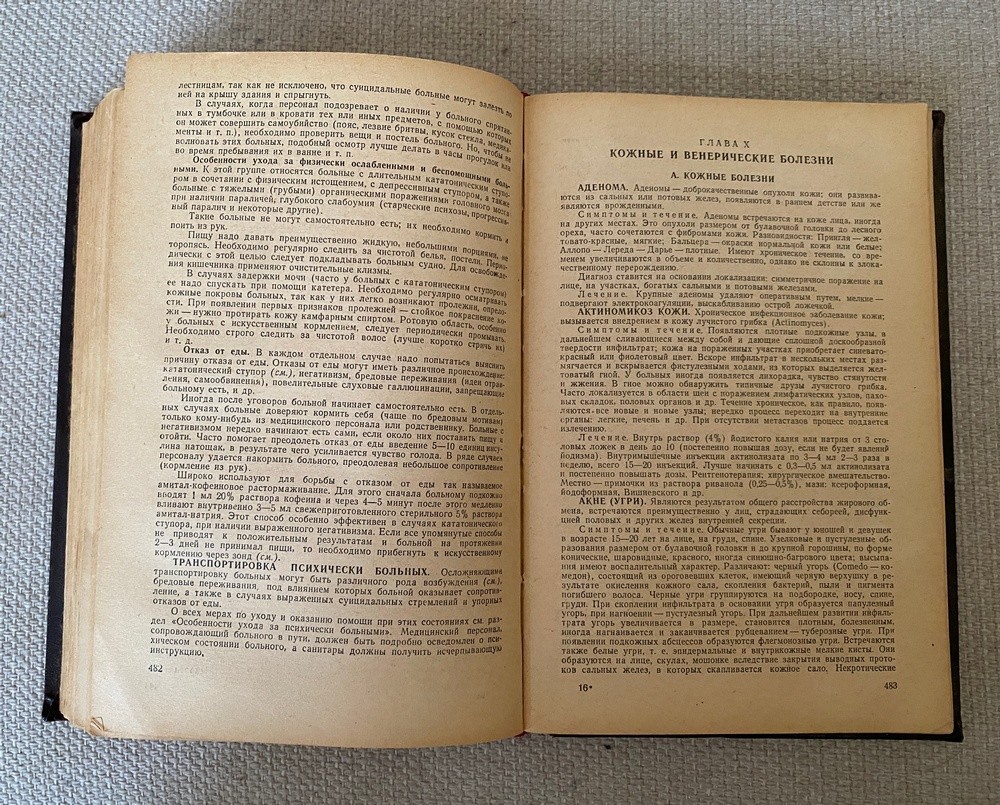 лестницам, так как не исключено, что суицидальные больные могут залезть по
ней на крышу здания и спрыгнуть.
В случаях, когда персонал подозревает о наличии у больного спрятан-
ных в тумбочке или в кровати тех или иных предметов, с помощью которых
он может совершить самоубийство (пояс, лезвие бритвы, кусок стекла, медика-
менты и т. п.), необходимо проверить вещи и постель больного. Но, чтобы не
волновать этих больных, подобный осмотр лучше делать в часы прогулок или
во время пребывания их в ванне и т. п.
Особенности ухода за физически ослабленными и беспомощными боль-
ными. К этой группе относятся больные с длительным кататоническим ступо-
ром в сочетании с физическим истощением, с депрессивным ступором, а также
больные с тяжелыми (грубыми) органическими поражениями головного мозга
при наличии параличей, глубокого слабоумия (старческие психозы, прогрессив-
ный паралич и некоторые другие).
Такие больные не могут самостоятельно есть; их необходимо кормить и
поить из рук.
Пищу надо давать преимущественно жидкую, небольшими порциями, не
торопясь. Необходимо регулярно следить за чистотой белья, постели. Перио-
дически с этой целью следует подкладывать больным судно. Для освобожде-
ния кишечника применяют очистительные клизмы.
В случаях задержки мочи (часто у больных с кататоническим ступором)
ее надо спускать при помощи катетера. Необходимо регулярно осматривать
кожные покровы больных, так как у них легко возникают пролежни, опрело-
сти. При появлении первых признаков пролежней — стойкое покраснение ко-
жи — нужно протирать кожу камфарным спиртом. Ротовую область, особенно
у больных с искусственным кормлением, следует периодически промывать.
Необходимо строго следить за чистотой волос (лучше коротко стричь их)
и т. д.
Отказ от еды. В каждом отдельном случае надо попытаться выяснить
причину отказа от еды. Отказы от еды могут иметь различное происхождение:
кататонический ступор (см.), негативизм, бредовые переживания (идея отрав-
ления, самообвинения), повелительные слуховые галлюцинации, запрещающие
больному есть, и др.
Иногда после уговоров больной начинает самостоятельно есть. В отдель-
ных случаях больные доверяют кормить себя (чаще по бредовым мотивам)
только кому-нибудь из медицинского персонала или родственнику. Больные с
негативизмом нередко начинают есть сами, если около них поставить пищу и
отойти. Часто помогает преодолеть отказ от еды введение 5—10 единиц инсу-
лина натощак, в результате чего усиливается чувство голода. В ряде случаев
персоналу удается накормить больного, преодолевая небольшое сопротивление
(кормление из рук).
Широко используют для борьбы с отказом от еды так называемое
амитал-кофеиновое растормаживание. Для этого сначала больному подкожно
вводят 1 мл 20% раствора кофеина и через 4—5 минут после этого медленно
вливают внутривенно 3—5 мл свежеприготовленного стерильного 5% раствора
амитал-натрия. Этот способ особенно эффективен в случаях кататонического
ступора, при наличии выраженного негативизма. Если все упомянутые способы
не приводят к положительным результатам и больной на протяжении
2—3 дней не принимал пищи, то необходимо прибегнуть к искусственному
кормлению через зонд (см.).
ТРАНСПОРТИРОВКА ПСИХИЧЕСКИ БОЛЬНЫХ. Осложняющими
транспортировку больных могут быть различного рода возбуждения (см.),
бредовые переживания, под влиянием которых больной оказывает сопротив-
ление, а также в случаях выраженных суицидальных стремлений и упорных
отказов от еды.
О всех мерах по уходу и оказанию помощи при этих состояниях см. раз-
дел «Особенности ухода за психически больными». Медицинский персонал,
сопровождающий больного в пути, должен быть подробно осведомлен о пси-
хическом состоянии больного, а санитары должны получить исчерпывающую
инструкцию.
482
ГЛАВА X
КОЖНЫЕ И ВЕНЕРИЧЕСКИЕ БОЛЕЗНИ
А. КОЖНЫЕ БОЛЕЗНИ
АДЕНОМА. Аденомы — доброкачественные опухоли кожи; они развива-
ются из сальных или потовых желез, появляются в раннем детстве или же
являются врожденными.
Симптомы и течение. Аденомы встречаются на коже лица, иногда
на других местах. Это опухоли размером от булавочной головки до лесного
ореха, часто сочетаются с фибромами кожи. Разновидности: Прингля — жел-
товато-красные, мягкие; Бальцера — окраски нормальной кожи или белые;
Аллопо — Лереда — Дарье — плотные. Имеют хроническое течение, со вре-
менем увеличиваются в объеме и количественно, однако не склонны к злока-
чественному перерождению.
Диагноз ставится на основании локализации: симметричное поражение на
лице, на участках, богатых сальными и потовыми железами.
Лечение. Крупные аденомы удаляют оперативным путем, мелкие —
подвергают электрокоагуляции, выскабливанию острой ложечкой.
АКТИНОМИКОЗ КОЖИ. Хроническое инфекционное заболевание кожи;
вызывается внедрением в кожу лучистого грибка (Actinomyces).
Симптомы и течение. Появляются плотные подкожные узлы, в
дальнейшем сливающиеся между собой и дающие сплошной доскообразной
твердости инфильтрат; кожа на пораженных участках приобретает синевато-
красный или фиолетовый цвет. Вскоре инфильтрат в нескольких местах раз-
мягчается и вскрывается фистулезными ходами, из которых выделяется жел-
товатый гной. У больных иногда появляется лихорадка, чувство стянутости
и жжения. В гное можно обнаружить типичные друзы лучистого грибка.
Часто локализуется в области шеи с поражением лимфатических узлов, пахо-
вых складок, половых органов и др. Течение хроническое, как правило, появ-
ляются все новые и новые узлы; нередко процесс переходит на внутренние
органы: легкие, печень и др. При отсутствии метастазов процесс поддается
излечению.
Лечение. Внутрь раствор (4%) йодистого калия или натрия от 3 сто-
ловых ложек в день до 10 (постепенно повышая дозу, если не будет явлений
йодизма). Внутримышечные инъекции актинолизата по 3—4 мл 2—3 раза в
неделю, всего 15—20 инъекций. Лучше начинать с 0,3—0,5 мл актинолизата
и постепенно повышать дозы. Рентгенотерапия; хирургическое вмешательство.
Местно — примочки из раствора риванола (0,25—0,5%), мази: ксероформная,
йодоформная, Вишневского и др.
АКНЕ (УГРИ). Являются результатом общего расстройства жирового об-
мена, встречаются преимущественно у лиц, страдающих себореей, дисфунк-
цией половых и других желез внутренней секреции.
Симптомы и течение. Обычные угри бывают у юношей и девушек
в возрасте 15—20 лет на лице, на груди, спине. Узелковые и пустулезные об-
разования размером от булавочной головки и до крупной горошины, по форме
конические, шаровидные, красного, иногда синюшно-багрового цвета; высыпа-
ния имеют воспалительный характер. Различают: черный угорь (Comedo — ко-
медон), состоящий из ороговевших клеток, имеющий черную верхушку в ре-
зультате окисления кожного сала, скопления бактерий, пыли и пигмента
погибшего волоса. Черные угри группируются на подбородке, носу, спине,
груди. При скоплении инфильтрата в основании угря образуется папулезный
угорь, при нагноении — пустулезный угорь. При дальнейшем развитии инфиль-
трата угорь увеличивается в размере, становится плотным, болезненным,
иногда нагнаивается и заканчивается рубцеванием — туберозные угри. При
появлении подкожных абсцессов образуются флегмонозные угри. Встречаются
также белые угри, т. е. эпидермальные и внутрикожные мелкие кисты. Они
образуются на лице, скулах, мошонке вследствие закрытия выводных прото-
ков сальных желез, в которых скапливается кожное сало. Некротические
16*
483